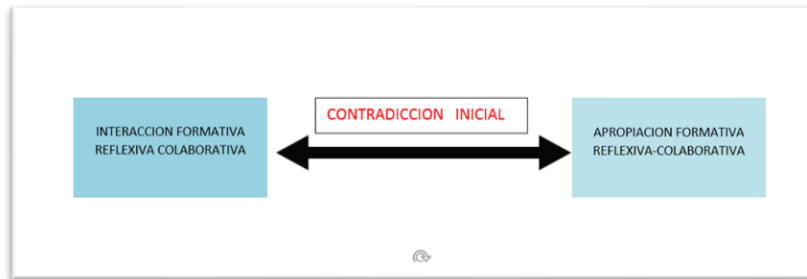 CONTRADICCION INICIAL
INTERACCION FORMATIVA
REFLEXIVA COLABORATIVA
APROPIACION FORMATIVA
REFLEXIVA-COLABORATIVA